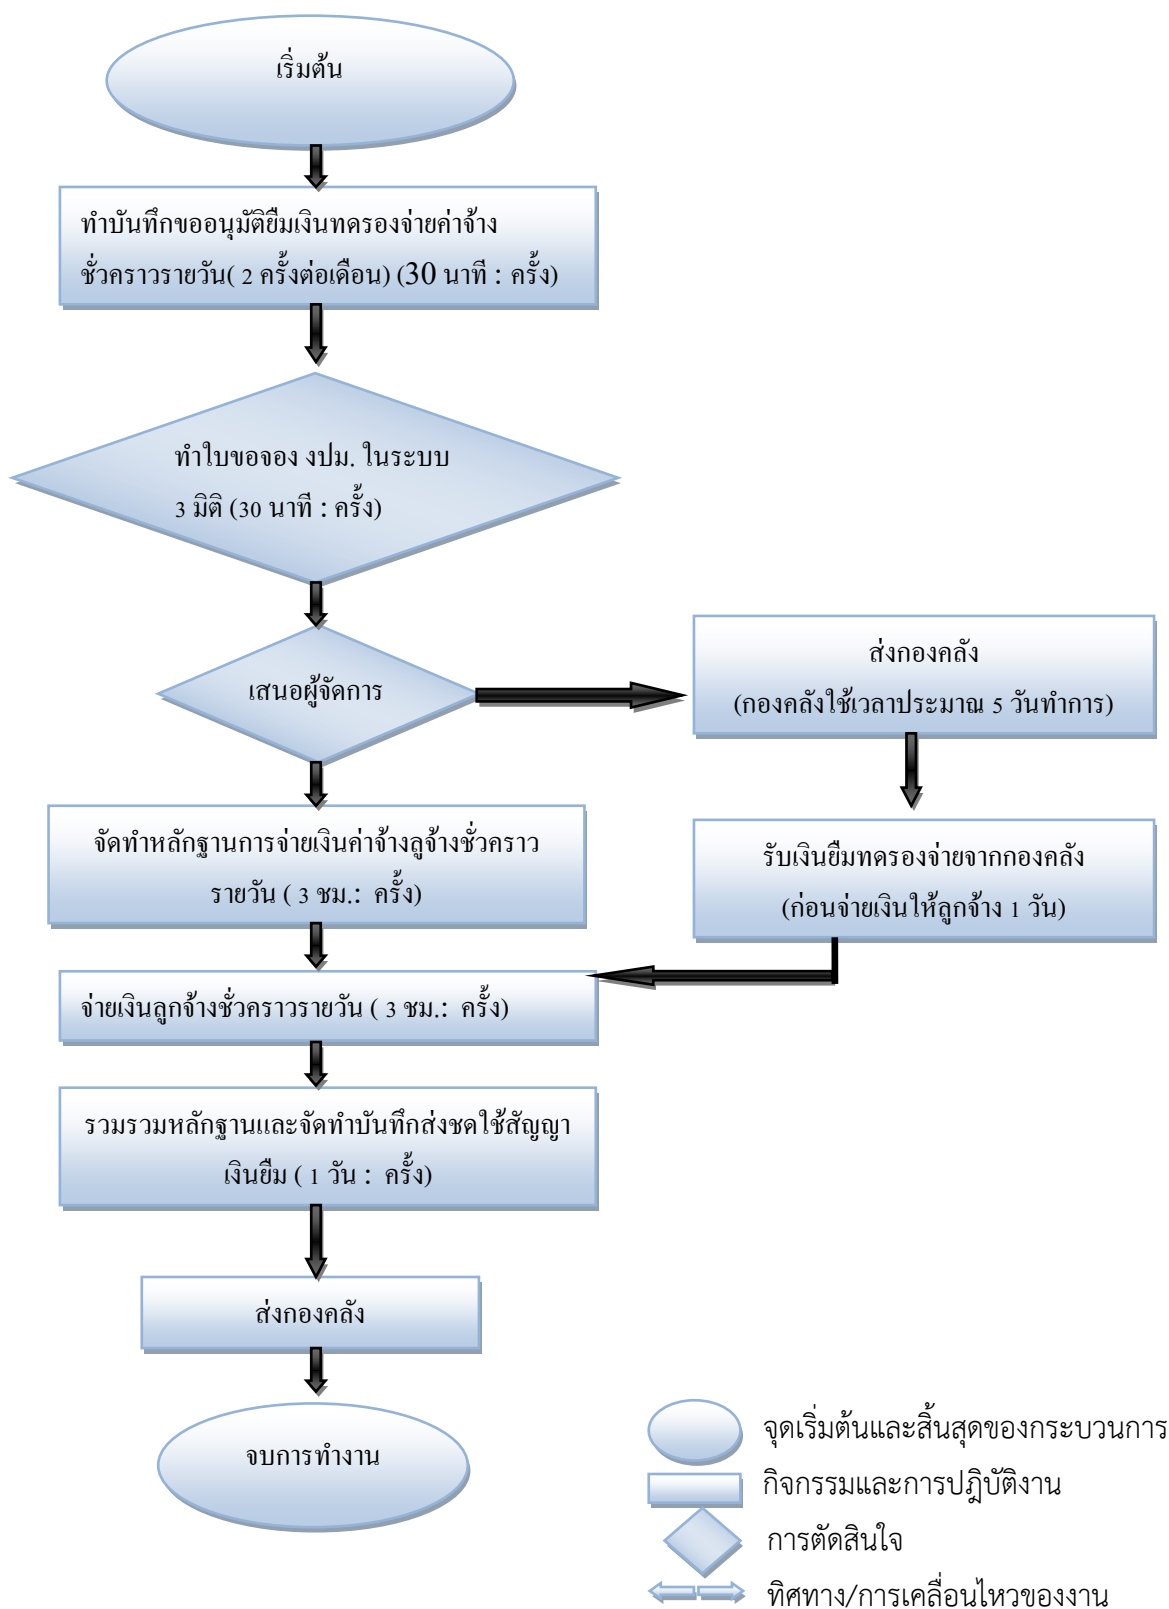 เริ่มต้น
ทำบันทึกขออนุมัติยืมเงินทดรองจ่ายค่าจ้าง
ชั่วคราวรายวัน( 2 ครั้งต่อเดือน) (30 นาที : ครั้ง)
ทำใบขอจอง งปม. ในระบบ
3 มิติ (30 นาที : ครั้ง)
เสนอผู้จัดการ
ส่งกองคลัง
(กองคลังใช้เวลาประมาณ 5 วันทำการ)
จัดทำหลักฐานการจ่ายเงินค่าจ้างลูจ้างชั่วคราว
รายวัน ( 3 ชม.: ครั้ง)
รับเงินยืมทดรองจ่ายจากกองคลัง
(ก่อนจ่ายเงินให้ลูกจ้าง 1 วัน)
จ่ายเงินลูกจ้างชั่วคราวรายวัน ( 3 ชม.: ครั้ง)
รวมรวมหลักฐานและจัดทำบันทึกส่งชดใช้สัญญา
เงินยืม ( 1 วัน : ครั้ง)
ส่งกองคลัง
จบการทำงาน
จุดเริ่มต้นและสิ้นสุดของกระบวนการ
กิจกรรมและการปฎิบัติงาน
การตัดสินใจ
ทิศทาง/การเคลื่อนไหวของงาน